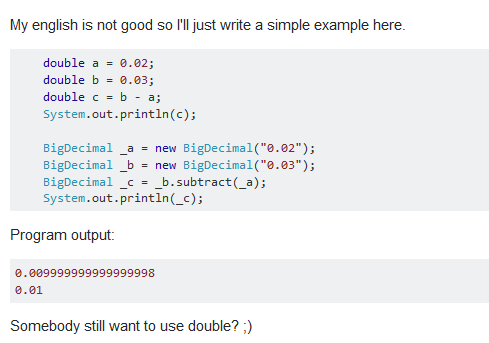 My english is not good so I'll just write a simple example here.
double a = 0.02;
double b = 0.03;
double c = b - a;
System.out.println(c);
BigDecimal _a = new BigDecimal("0.02");
BigDecimal _b = new BigDecimal("0.03");
BigDecimal _c = _b.subtract(_a);
System.out.println(_c);
Program output:
0.009999999999999998
0.01
Somebody still want to use double? ;)